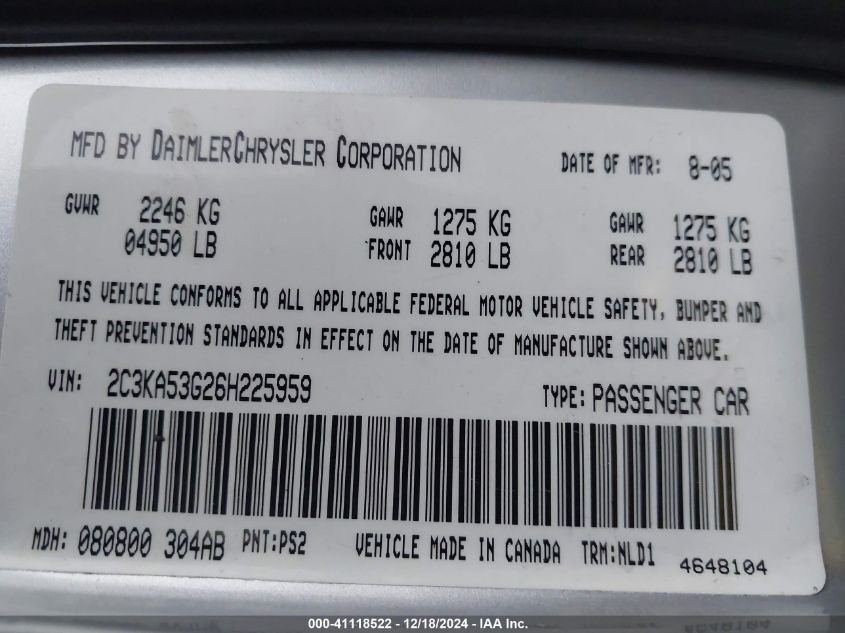 MFD BY DAIMLERCHRYSLER CORPORATION DATE OF MFR: 8-05
GVWR 2246 KG GAWR 1275 KG GAWR 1275 KG
04950 LB FRONT 2810 LB REAR 2810 LB
THIS VEHICLE CONFORMS TO ALL APPLICABLE FEDERAL MOTOR VEHICLE SAFETY, BUMPER AND
THEFT PREVENTION STANDARDS IN EFFECT ON THE DATE OF MANUFACTURE SHOWN ABOVE.
VIN: 2C3KA53G26H225959 TYPE: PASSENGER CAR
MDH: 080800 304AB PNT:PS2 VEHICLE MADE IN CANADA TRM:NLD1 4648104
000-41118522 - 12/18/2024 - IAA Inc.